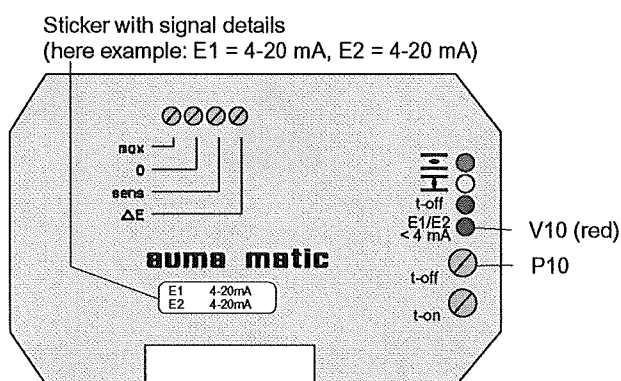 Sticker with signal details
(here example: E1 = 4-20 mA, E2 = 4-20 mA)
max
0
sens
ΔE
t-off
E1/E2
< 4 mA
V10 (red)
t-off
P10
t-on
auma matic
E1 4-20mA
E2 4-20mA